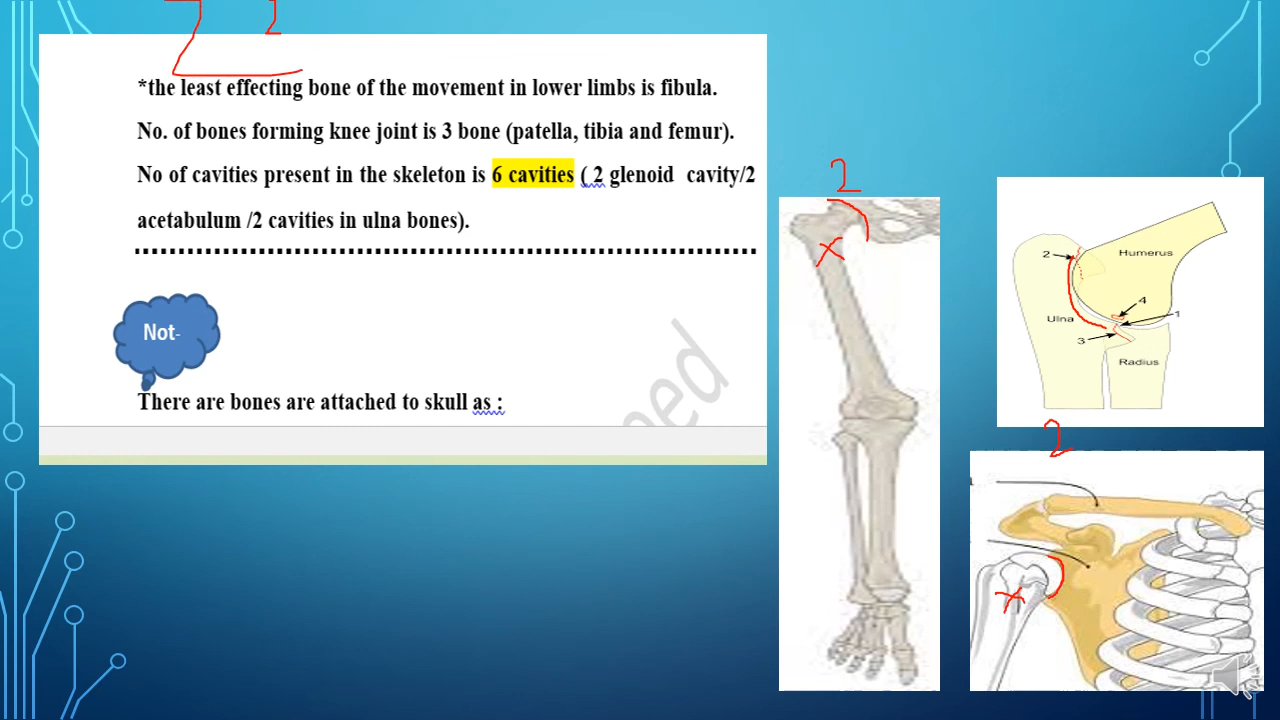 2
*the least effecting bone of the movement in lower limbs is fibula.
No. of bones forming knee joint is 3 bone (patella, tibia and femur).
No of cavities present in the skeleton is 6 cavities ( 2 glenoid cavity/2
acetabulum /2 cavities in ulna bones).
Not-
There are bones are attached to skull as :
2
2
Humerus
4
1
Ulna
3
Radius
2